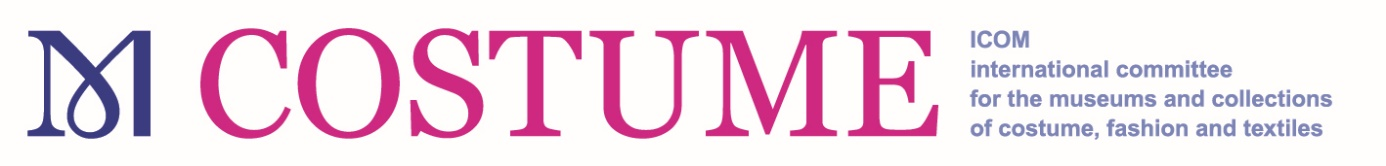 M COSTUME
ICOM
international committee
for the museums and collections
of costume, fashion and textiles